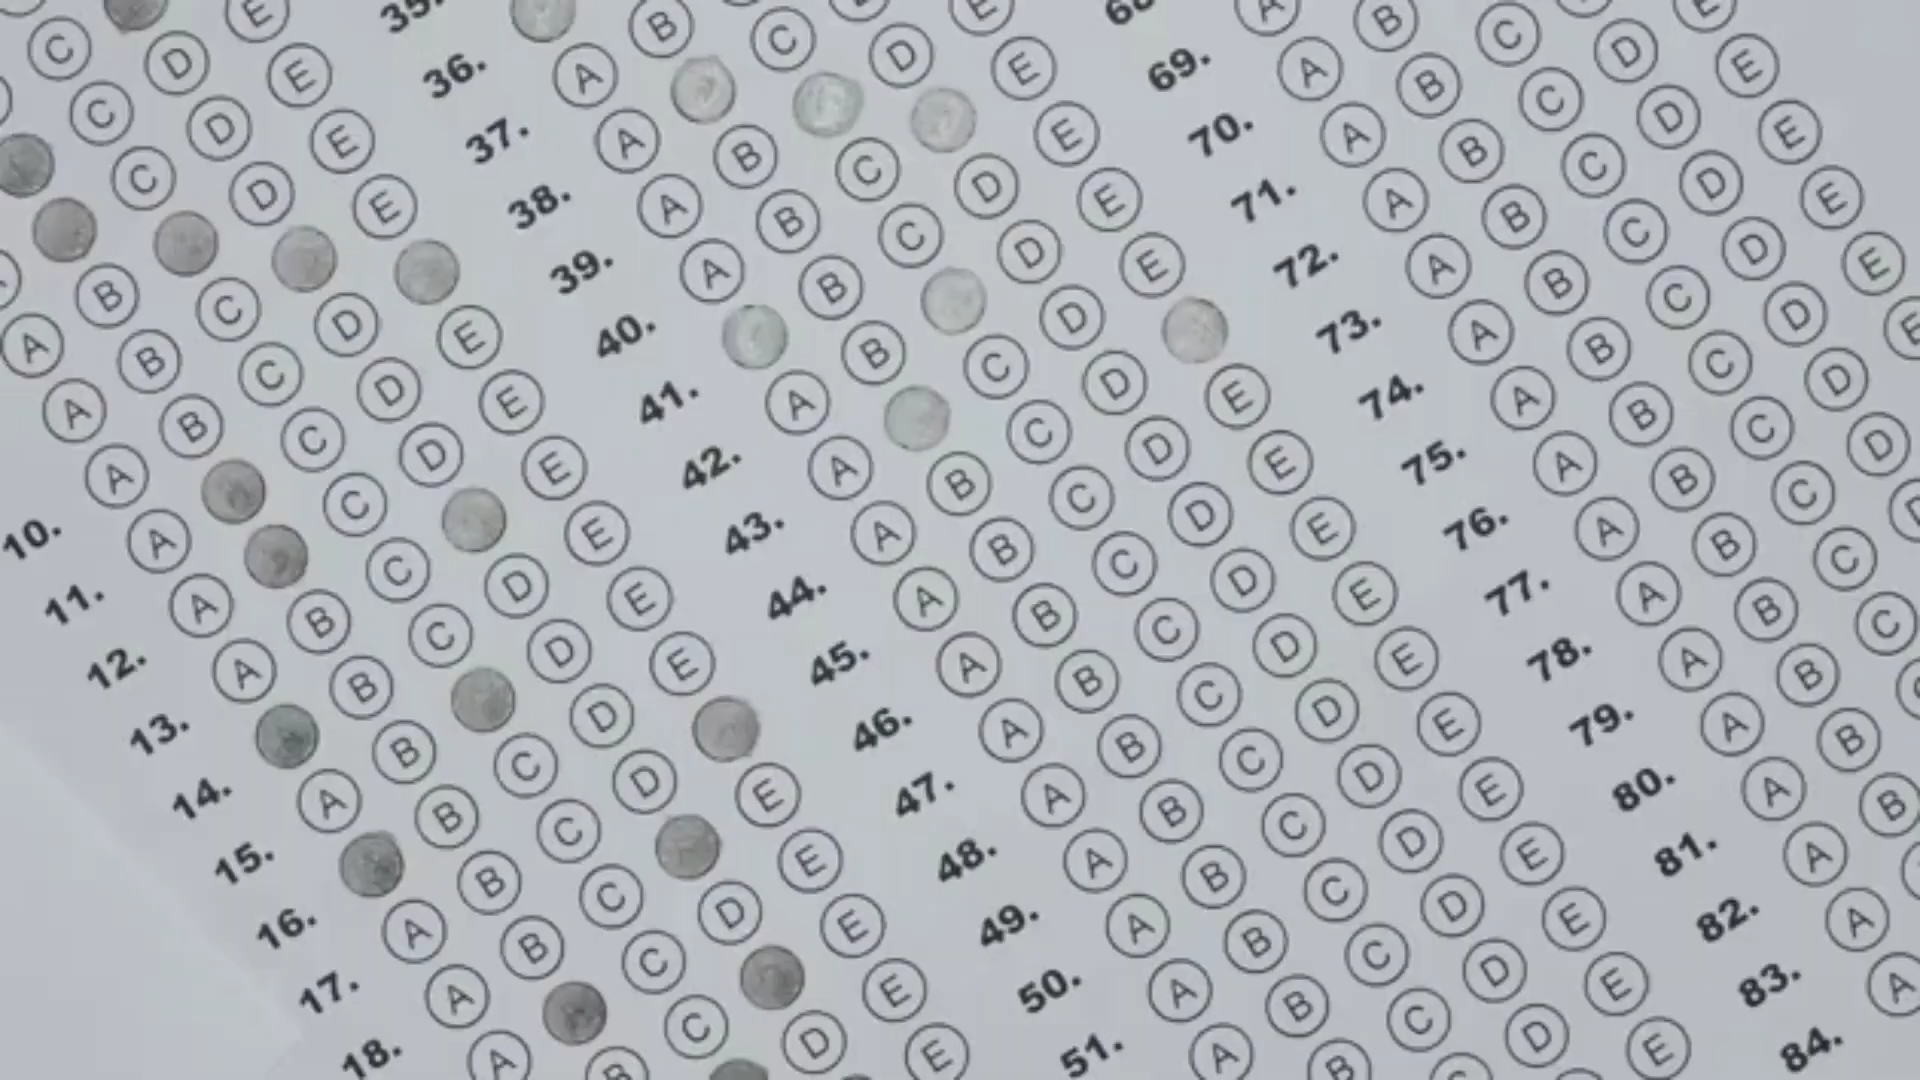 C
C D E
C D E
A B D E
A B C E
10. A B C D
11. A C D E
12. A C D E
13. A B C E
14. B C D E
15. A B D E
16. B C D E
17. A B C D
18. A B C E
A C D E
B C E
D E
E
35.
36.
37. A B C
38. A C D E
39. A B D E
40. A B C E
41. B C D E
42. A B D E
43. A C D E
44. A B C D
45. A B C D E
46. A B C D E
47. A B C D E
48. A B C D E
49. A B C D E
50. A B C D E
51. A B C D E
A B C D E
B C D E
D E
E
69. A
70. A B
71. A B C
72. A B C D E
73. A B C D E
74. A B C D E
75. A B C D E
76. A B C D E
77. A B C D E
78. A B C D
79. A B C D
80. A B C
81. A B
82. A B
83. A
84. A